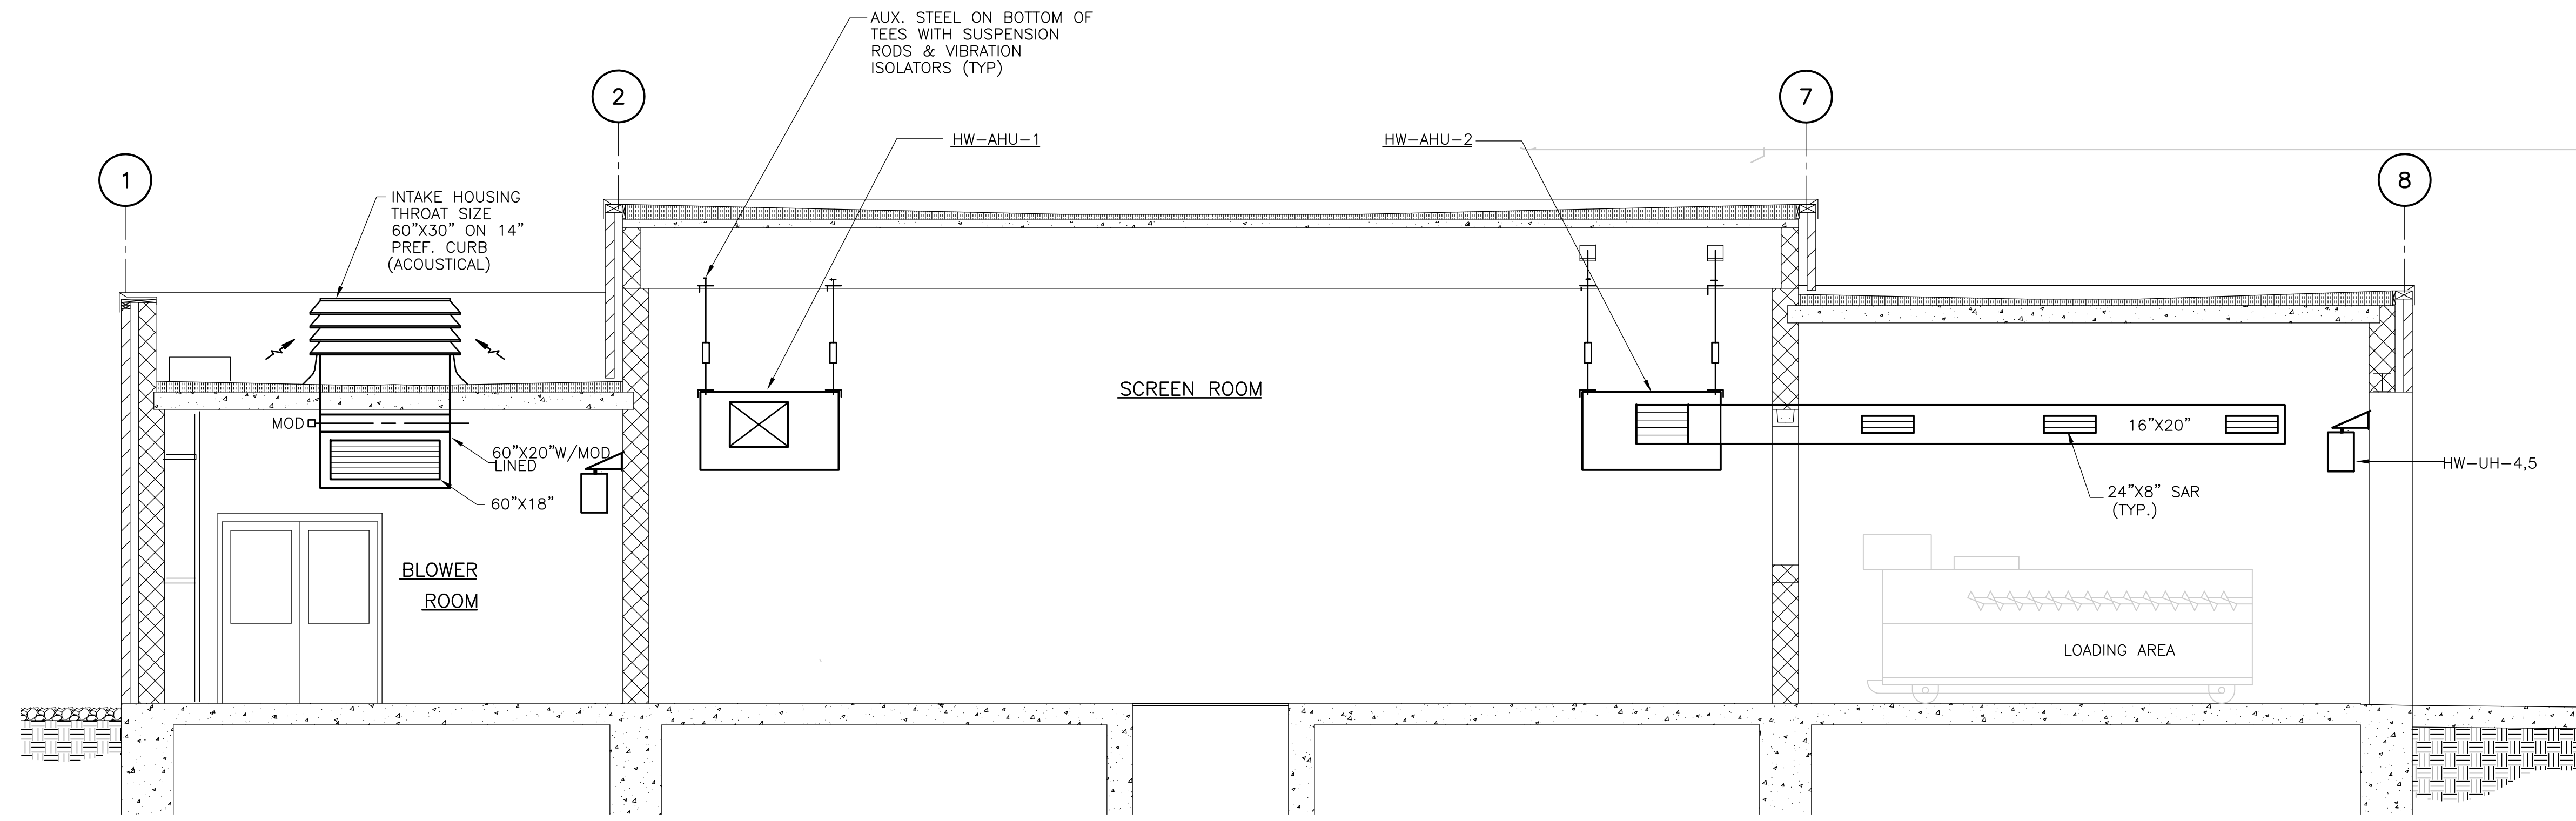 AUX. STEEL ON BOTTOM OF
TEES WITH SUSPENSION
RODS & VIBRATION
ISOLATORS (TYP)
2
7
HW-AHU-1
HW-AHU-2
1
8
INTAKE HOUSING
THROAT SIZE
60"X30" ON 14"
PREF. CURB
(ACOUSTICAL)
SCREEN ROOM
MOD
60"X20"W/MOD
LINED
60"X18"
16"X20"
HW-UH-4,5
24"X8" SAR
(TYP.)
BLOWER
ROOM
LOADING AREA